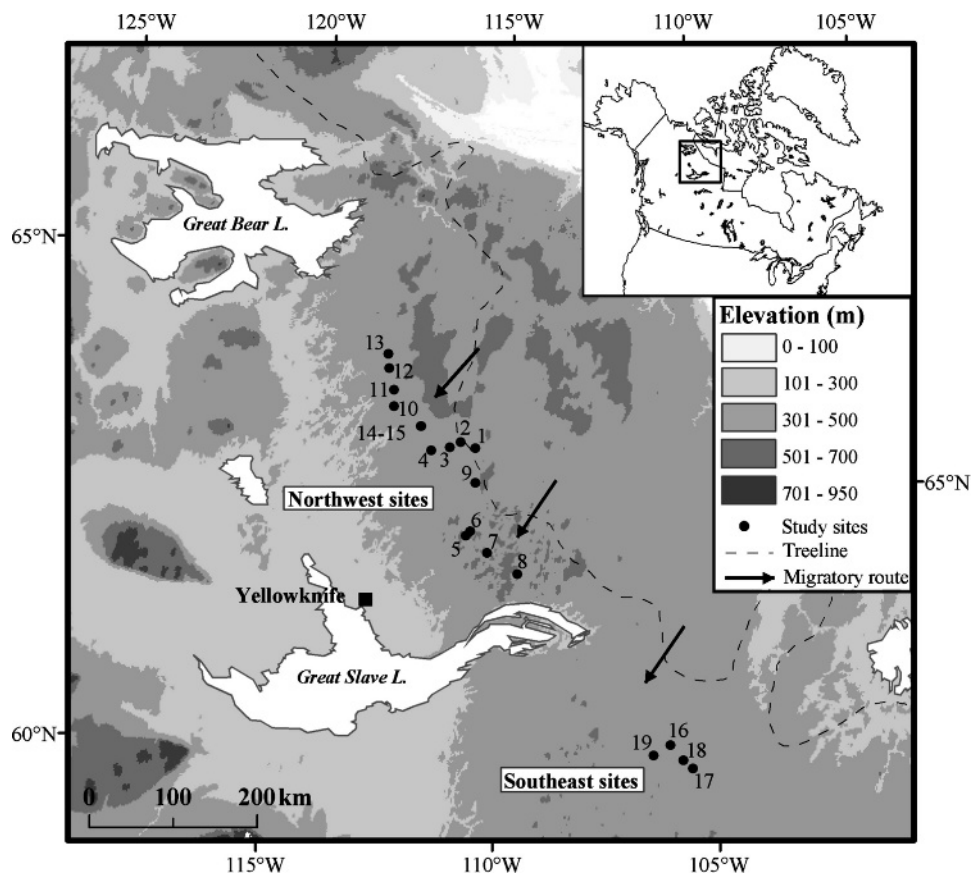 125°W 120°W 115°W 110°W 105°W
65°N
Great Bear L.
Elevation (m)
0 - 100
101 - 300
301 - 500
501 - 700
701 - 950
Study sites
Treeline
Migratory route
13
12
11
10
14-15
2
1
4
3
9
65°N
Northwest sites
6
5
7
8
Yellowknife
Great Slave L.
60°N
16
19
18
17
Southeast sites
0 100 200 km
115°W 110°W 105°W